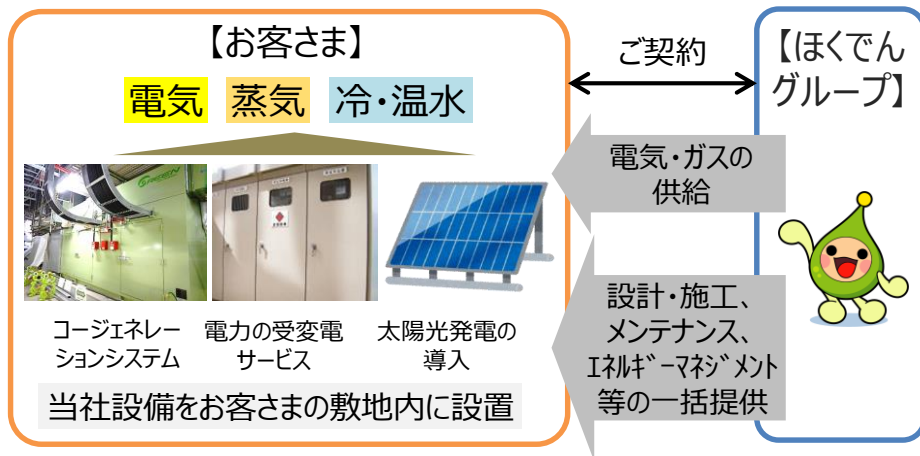 【お客さま】
電気 蒸気 冷・温水
コージェネレー
ションシステム
電力の受変電
サービス
太陽光発電の
導入
当社設備をお客さまの敷地内に設置
ご契約
【ほくでん
グループ】
電気・ガスの
供給
設計・施工、
メンテナンス、
ｴﾈﾙｷﾞｰﾏﾈｼﾞﾒﾝﾄ
等の一括提供